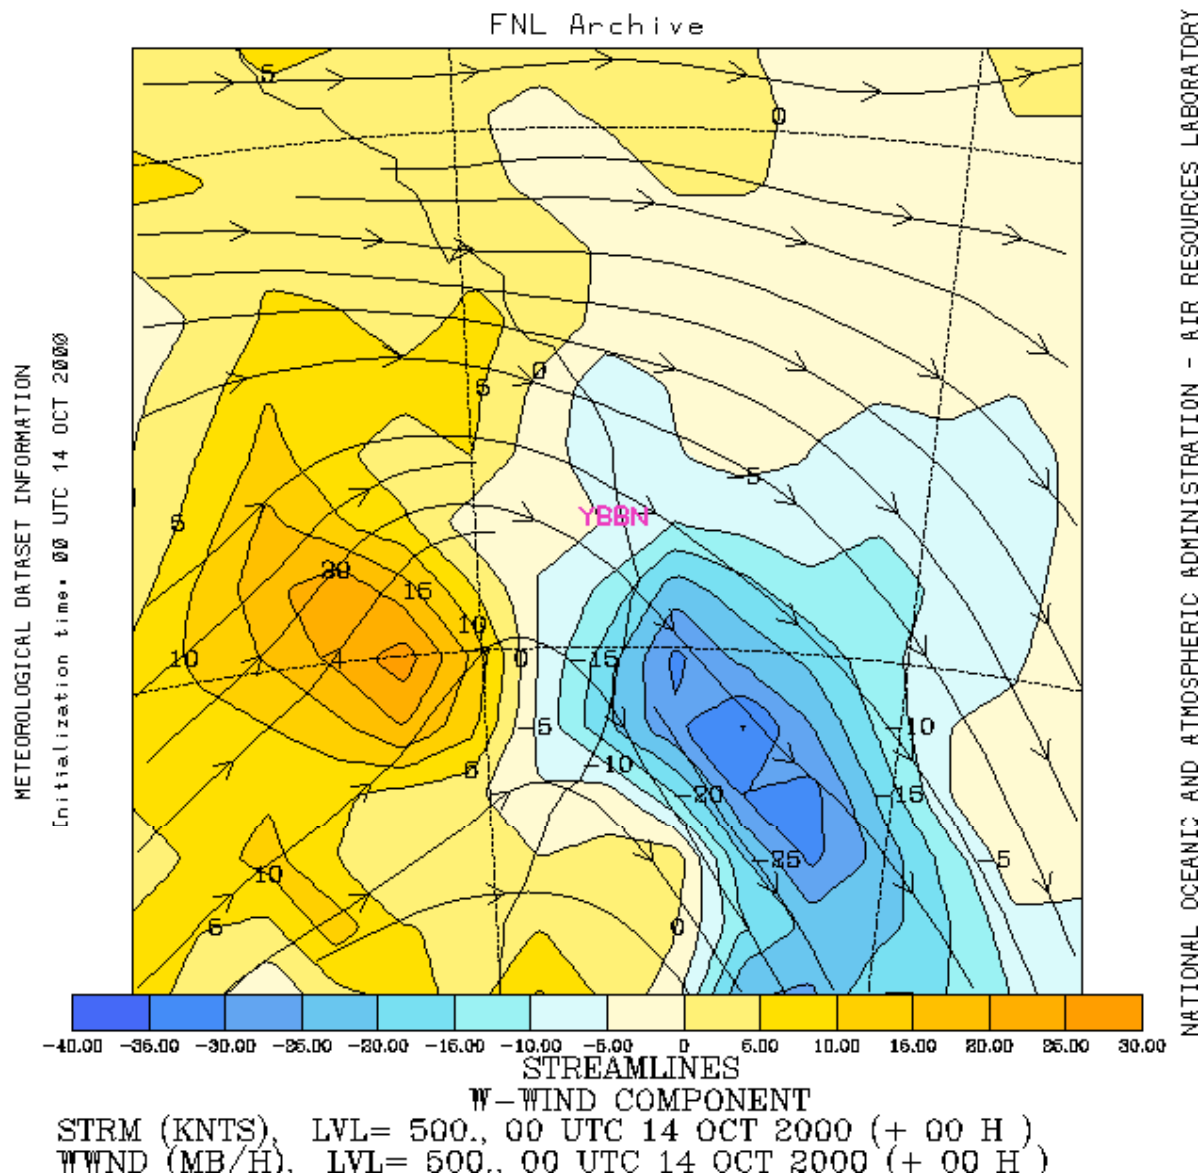 FNL Archive
NATIONAL OCEANIC AND ATMOSPHERIC ADMINISTRATION - AIR RESOURCES LABORATORY
METEOROLOGICAL DATASET INFORMATION
Initialization time: 00 UTC 14 OCT 2000
5
0
0
5
-5
5
YBBN
20
15
10
10
0
-15
-5
-10
5
-10
-20
-15
-25
-5
10
5
0
-40.00 -35.00 -30.00 -25.00 -20.00 -15.00 -10.00 -5.00 0 5.00 10.00 15.00 20.00 25.00 30.00
STREAMLINES
W-WIND COMPONENT
STRM (KNTS), LVL= 500., 00 UTC 14 OCT 2000 (+ 00 H )
WWND (MB/H), LVL= 500., 00 UTC 14 OCT 2000 (+ 00 H )